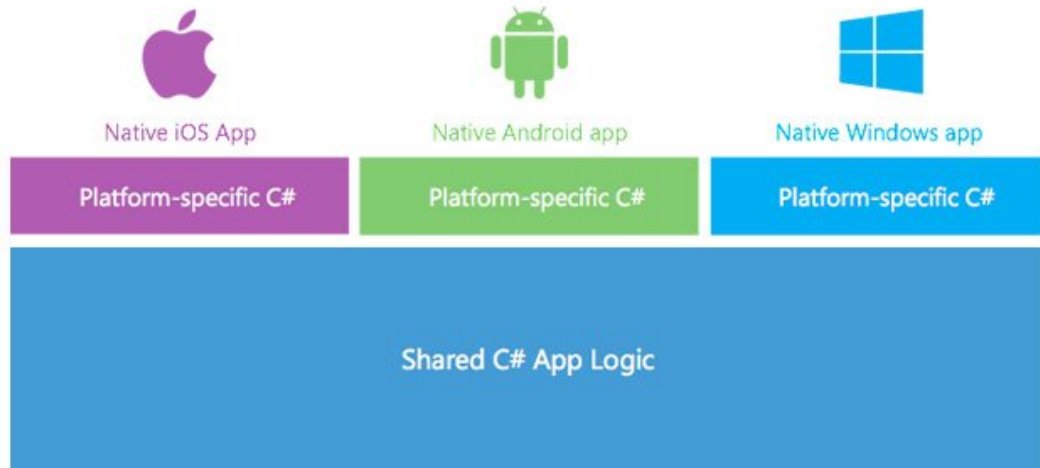 Native iOS App
Native Android app
Native Windows app
Platform-specific C#
Platform-specific C#
Platform-specific C#
Shared C# App Logic